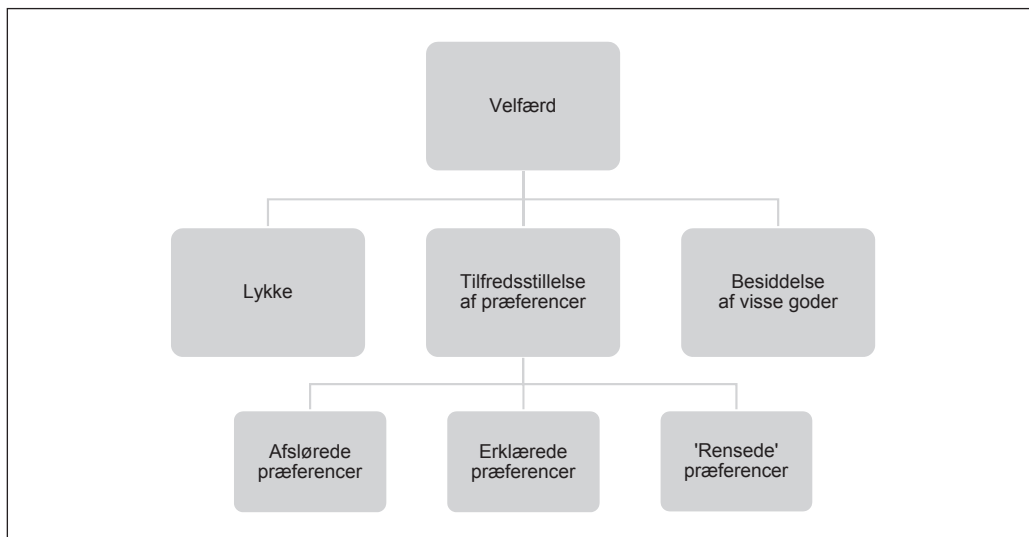 Velfærd
Lykke
Tilfredsstillelse
af præferencer
Besiddelse
af visse goder
Afslørede
præferencer
Erklærede
præferencer
'Rensede'
præferencer